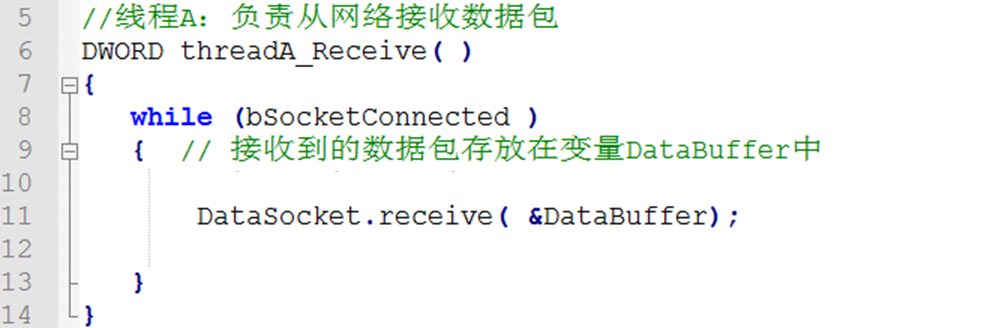 5 //线程A：负责从网络接收数据包
6 DWORD threadA_Receive( )
7 {
8 while (bSocketConnected )
9 { // 接收到的数据包存放在变量DataBuffer中
10
11 DataSocket.receive( &DataBuffer);
12
13 }
14 }